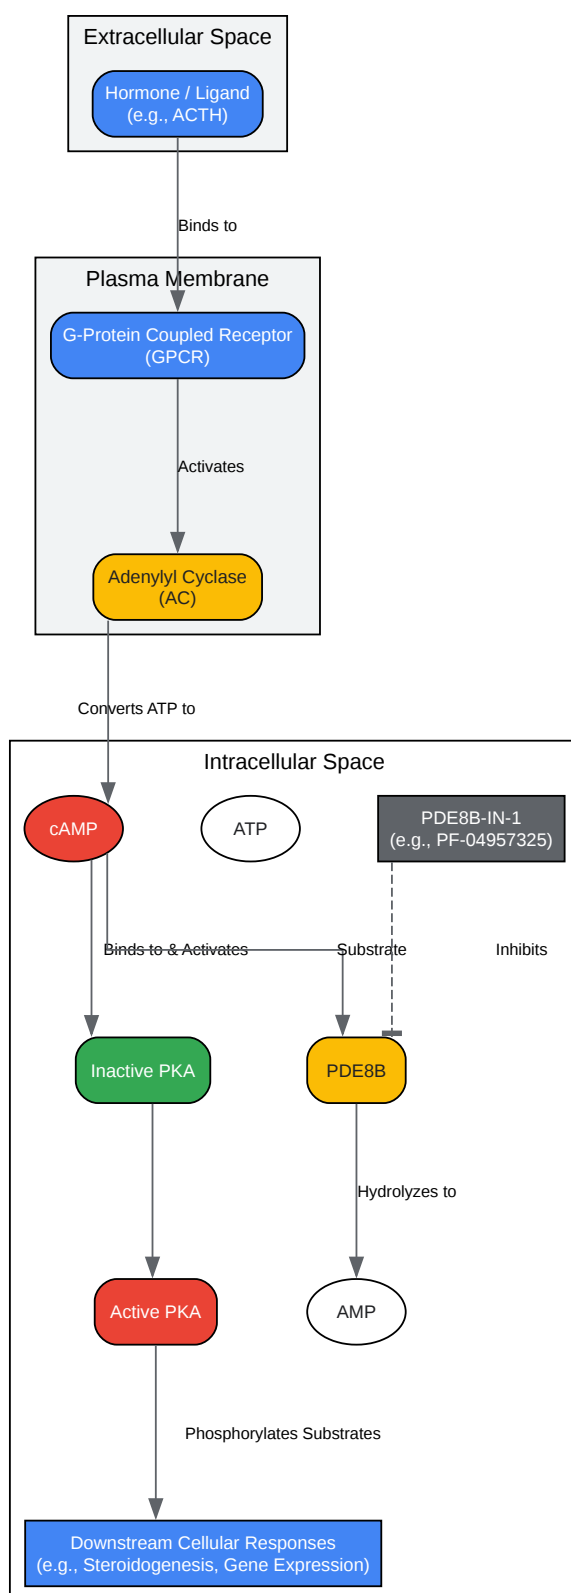 Extracellular Space
Hormone / Ligand
(e.g., ACTH)
Binds to
Plasma Membrane
G-Protein Coupled Receptor
(GPCR)
Activates
Adenylyl Cyclase
(AC)
Converts ATP to
Intracellular Space
cAMP
ATP
PDE8B-IN-1
(e.g., PF-04957325)
Binds to & Activates
Substrate
Inhibits
Inactive PKA
PDE8B
Hydrolyzes to
Active PKA
AMP
Phosphorylates Substrates
Downstream Cellular Responses
(e.g., Steroidogenesis, Gene Expression)